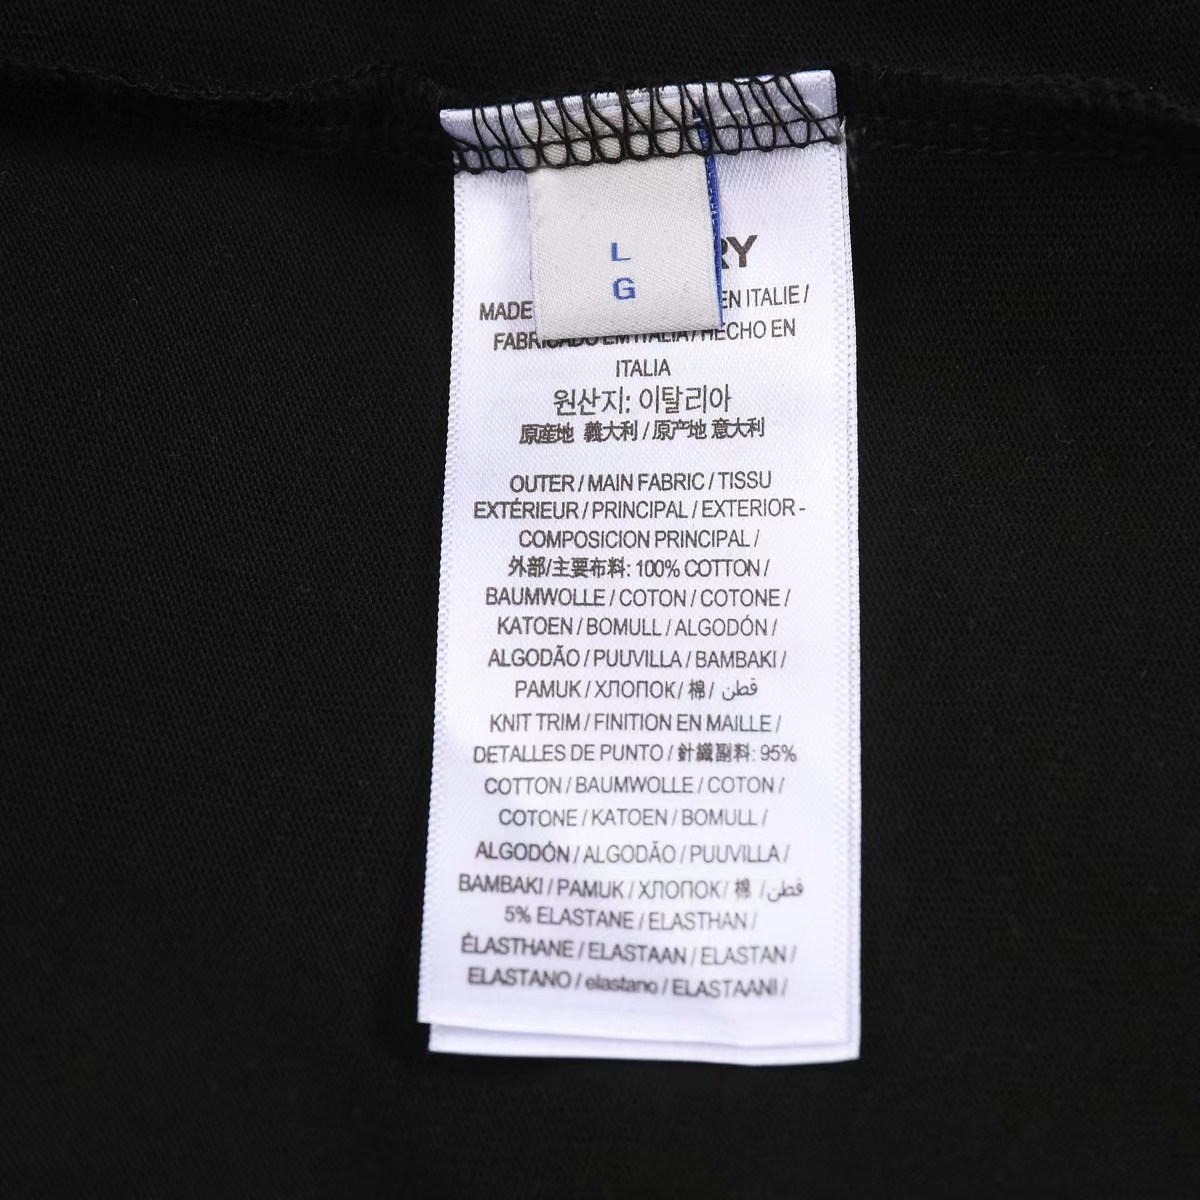 L
G
RY
MADE EN ITALIE /
FABRICADO EM ITALIA / HECHO EN
ITALIA
원산지: 이탈리아
原産地 義大利 / 原产地 意大利
OUTER / MAIN FABRIC / TISSU
EXTÉRIEUR / PRINCIPAL / EXTERIOR -
COMPOSICION PRINCIPAL /
外部/主要布料: 100% COTTON /
BAUMWOLLE / COTON / COTONE /
KATOEN / BOMULL / ALGODÓN /
ALGODÃO / PUUVILLA / BAMBAKI /
PAMUK / ХЛОПОК / 棉 / قطن
KNIT TRIM / FINITION EN MAILLE /
DETALLES DE PUNTO / 針織副料: 95%
COTTON / BAUMWOLLE / COTON /
COTONE / KATOEN / BOMULL /
ALGODÓN / ALGODÃO / PUUVILLA /
BAMBAKI / PAMUK / ХЛОПОК / 棉 / قطن
5% ELASTANE / ELASTHAN /
ÉLASTHANE / ELASTAAN / ELASTAN /
ELASTANO / elastano / ELASTAANI /